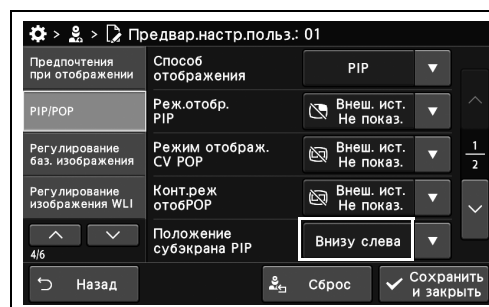 > > Предвар.настр.польз.: 01
Предпочтения
при отображении
Способ
отображения
PIP
PIP/POP
Реж.отобр.
PIP
Внеш. ист.
Не показ.
Регулирование
баз. изображения
Режим отображ.
CV POP
Внеш. ист.
Не показ.
1
2
Регулирование
изображения WLI
Конт.реж
отобPOP
Внеш. ист.
Не показ.
4/6
Положение
субэкрана PIP
Внизу слева
Назад
Сброс
Сохранить
и закрыть